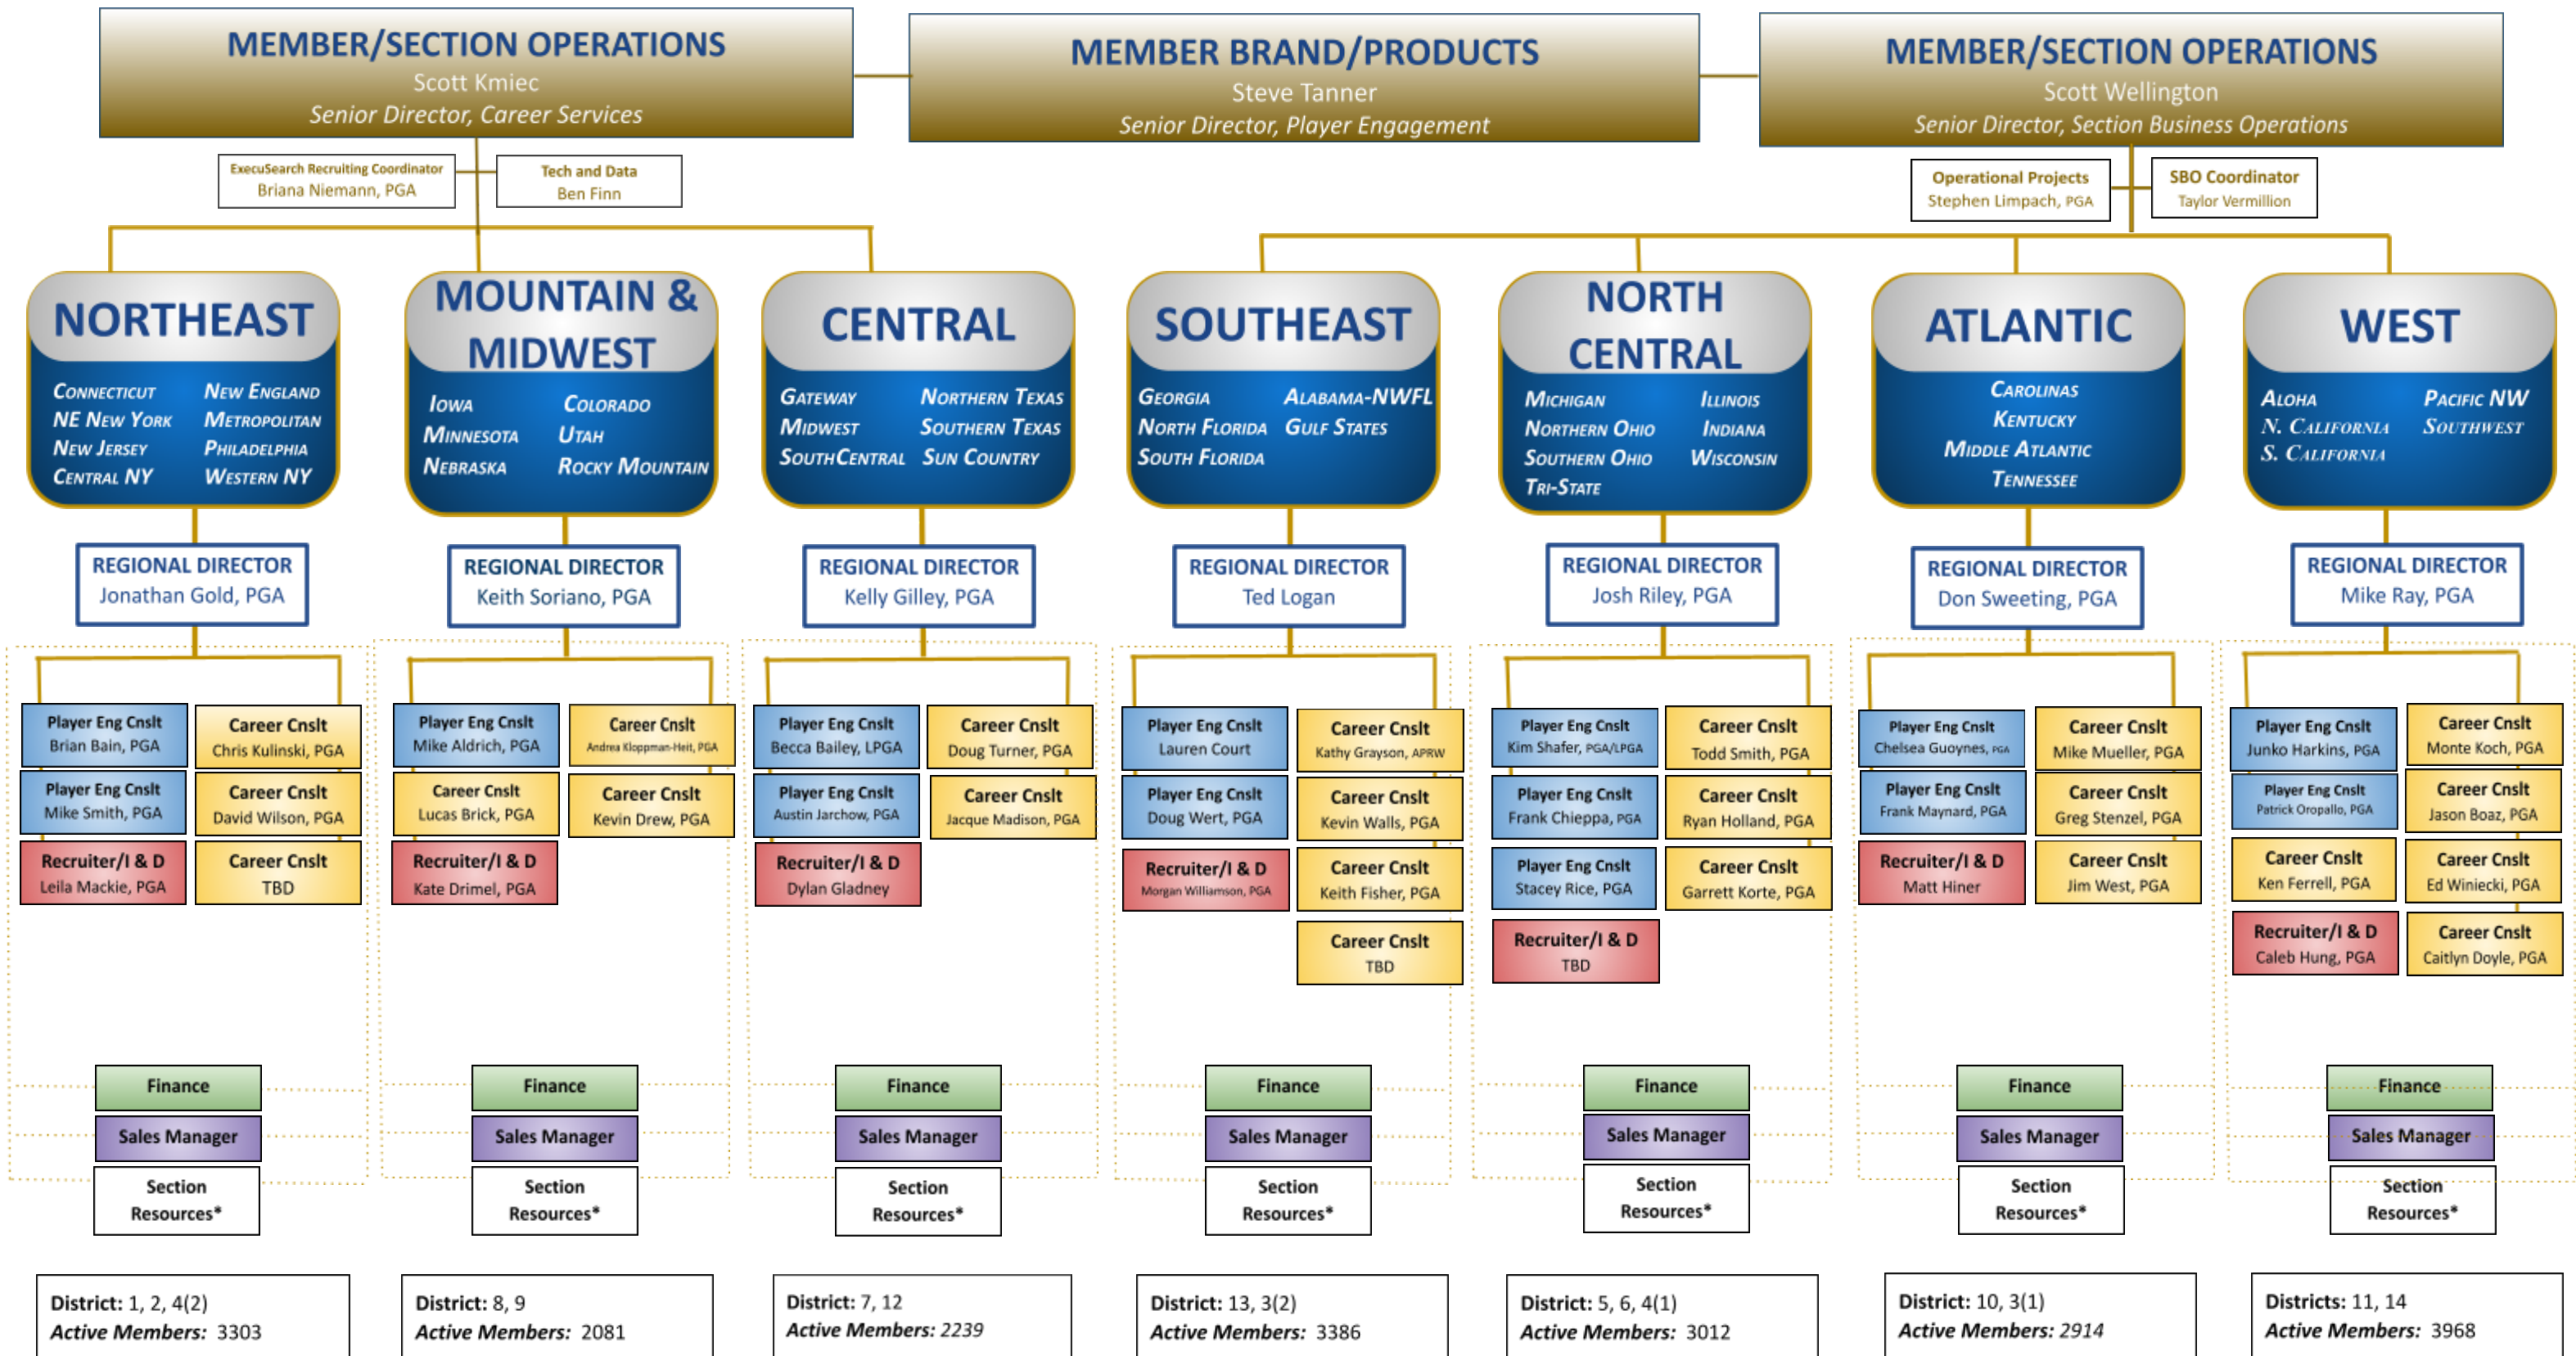 MEMBER/SECTION OPERATIONS
Scott Kmiec
Senior Director, Career Services
MEMBER BRAND/PRODUCTS
Steve Tanner
Senior Director, Player Engagement
MEMBER/SECTION OPERATIONS
Scott Wellington
Senior Director, Section Business Operations
ExecuSearch Recruiting Coordinator
Briana Niemann, PGA
Tech and Data
Ben Finn
Operational Projects
Stephen Limpach, PGA
SBO Coordinator
Taylor Vermillion
NORTHEAST
CONNECTICUT
NE NEW YORK
NEW JERSEY
CENTRAL NY
NEW ENGLAND
METROPOLITAN
PHILADELPHIA
WESTERN NY
REGIONAL DIRECTOR
Jonathan Gold, PGA
Player Eng Cnslt
Brian Bain, PGA
Player Eng Cnslt
Mike Smith, PGA
Recruiter/I & D
Leila Mackie, PGA
Career Cnslt
Chris Kulinski, PGA
Career Cnslt
David Wilson, PGA
Career Cnslt
TBD
Finance
Sales Manager
Section
Resources*
District: 1, 2, 4(2)
Active Members: 3303
MOUNTAIN &
MIDWEST
IOWA
MINNESOTA
NEBRASKA
COLORADO
UTAH
ROCKY MOUNTAIN
REGIONAL DIRECTOR
Keith Soriano, PGA
Player Eng Cnslt
Mike Aldrich, PGA
Career Cnslt
Lucas Brick, PGA
Recruiter/I & D
Kate Drimel, PGA
Career Cnslt
Andrea Kloppman-Heit, PGA
Career Cnslt
Kevin Drew, PGA
Finance
Sales Manager
Section
Resources*
District: 8, 9
Active Members: 2081
CENTRAL
GATEWAY
MIDWEST
SOUTHCENTRAL
NORTHERN TEXAS
SOUTHERN TEXAS
SUN COUNTRY
REGIONAL DIRECTOR
Kelly Gilley, PGA
Player Eng Cnslt
Becca Bailey, LPGA
Player Eng Cnslt
Austin Jarchow, PGA
Recruiter/I & D
Dylan Gladney
Career Cnslt
Doug Turner, PGA
Career Cnslt
Jacque Madison, PGA
Finance
Sales Manager
Section
Resources*
District: 7, 12
Active Members: 2239
SOUTHEAST
GEORGIA
NORTH FLORIDA
SOUTH FLORIDA
ALABAMA-NWFL
GULF STATES
REGIONAL DIRECTOR
Ted Logan
Player Eng Cnslt
Lauren Court
Player Eng Cnslt
Doug Wert, PGA
Recruiter/I & D
Morgan Williamson, PGA
Career Cnslt
Kathy Grayson, APRW
Career Cnslt
Kevin Walls, PGA
Career Cnslt
Keith Fisher, PGA
Career Cnslt
TBD
Finance
Sales Manager
Section
Resources*
District: 13, 3(2)
Active Members: 3386
NORTH
CENTRAL
MICHIGAN
NORTHERN OHIO
SOUTHERN OHIO
TRI-STATE
ILLINOIS
INDIANA
WISCONSIN
REGIONAL DIRECTOR
Josh Riley, PGA
Player Eng Cnslt
Kim Shafer, PGA/LPGA
Player Eng Cnslt
Frank Chieppa, PGA
Player Eng Cnslt
Stacey Rice, PGA
Recruiter/I & D
TBD
Career Cnslt
Todd Smith, PGA
Career Cnslt
Ryan Holland, PGA
Career Cnslt
Garrett Korte, PGA
Finance
Sales Manager
Section
Resources*
District: 5, 6, 4(1)
Active Members: 3012
ATLANTIC
CAROLINAS
KENTUCKY
MIDDLE ATLANTIC
TENNESSEE
REGIONAL DIRECTOR
Don Sweeting, PGA
Player Eng Cnslt
Chelsea Guoynes, PGA
Player Eng Cnslt
Frank Maynard, PGA
Recruiter/I & D
Matt Hiner
Career Cnslt
Mike Mueller, PGA
Career Cnslt
Greg Stenzel, PGA
Career Cnslt
Jim West, PGA
Finance
Sales Manager
Section
Resources*
District: 10, 3(1)
Active Members: 2914
WEST
ALOHA
N. CALIFORNIA
S. CALIFORNIA
PACIFIC NW
SOUTHWEST
REGIONAL DIRECTOR
Mike Ray, PGA
Player Eng Cnslt
Junko Harkins, PGA
Player Eng Cnslt
Patrick Oropallo, PGA
Career Cnslt
Ken Ferrell, PGA
Recruiter/I & D
Caleb Hung, PGA
Career Cnslt
Monte Koch, PGA
Career Cnslt
Jason Boaz, PGA
Career Cnslt
Ed Winiecki, PGA
Career Cnslt
Caitlyn Doyle, PGA
Finance
Sales Manager
Section
Resources*
Districts: 11, 14
Active Members: 3968